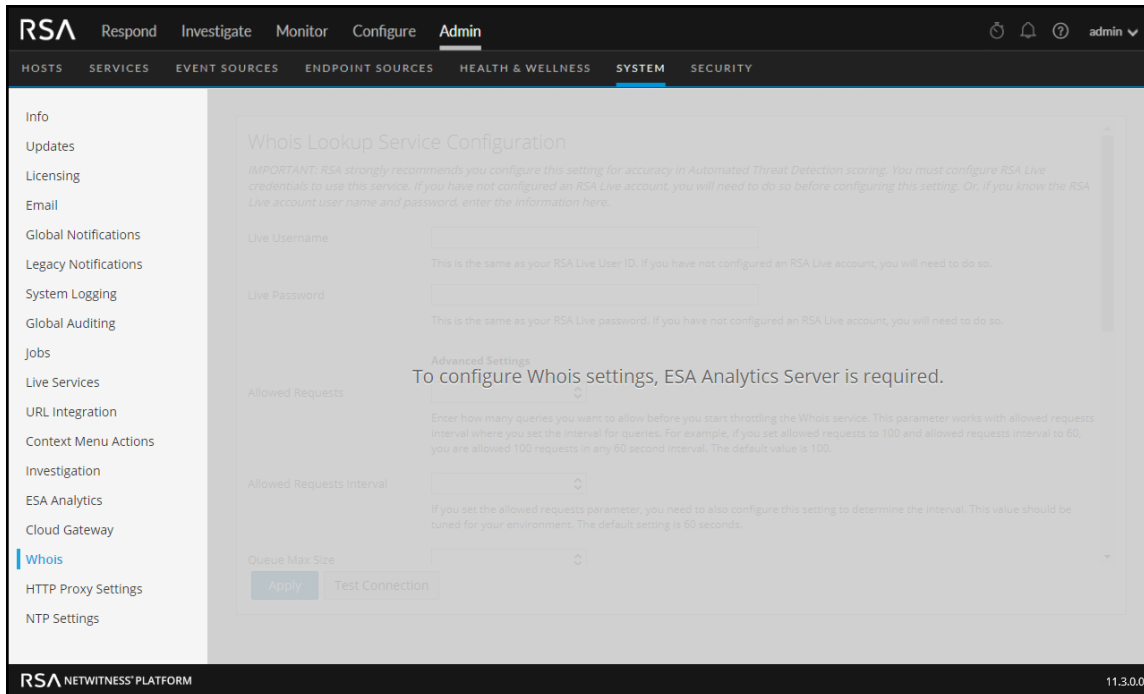 RSA Respond Investigate Monitor Configure Admin admin
HOSTS SERVICES EVENT SOURCES ENDPOINT SOURCES HEALTH & WELLNESS SYSTEM SECURITY
Info
Updates
Licensing
Email
Global Notifications
Legacy Notifications
System Logging
Global Auditing
Jobs
Live Services
URL Integration
Context Menu Actions
Investigation
ESA Analytics
Cloud Gateway
Whois
HTTP Proxy Settings
NTP Settings
Whois Lookup Service Configuration
IMPORTANT: RSA strongly recommends you configure this setting for accuracy in Automated Threat Detection scoring. You must configure RSA Live
credentials to use this service. If you have not configured an RSA Live account, you will need to do so before configuring this setting. Or, if you know the RSA
Live account user name and password, enter the information here.
Live Username
This is the same as your RSA Live User ID. If you have not configured an RSA Live account, you will need to do so.
Live Password
This is the same as your RSA Live password. If you have not configured an RSA Live account, you will need to do so.
Advanced Settings
To configure Whois settings, ESA Analytics Server is required.
Allowed Requests
Enter how many queries you want to allow before you start throttling the Whois service. This parameter works with allowed requests
interval where you set the interval for queries. For example, if you set allowed requests to 100 and allowed requests interval to 60,
you are allowed 100 requests in any 60 second interval. The default value is 100.
Allowed Requests Interval
If you set the allowed requests parameter, you need to also configure this setting to determine the interval. This value should be
tuned for your environment. The default setting is 60 seconds.
Queue Max Size
Apply Test Connection
RSA NETWITNESS® PLATFORM 11.3.0.0